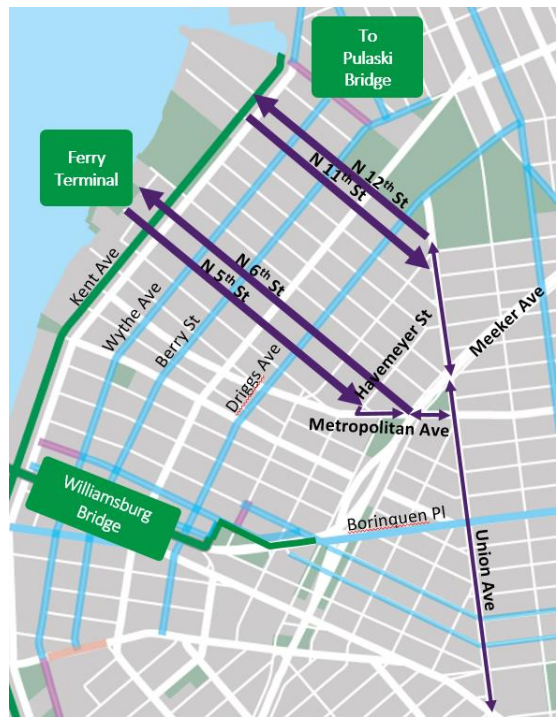 To
Pulaski
Bridge
Ferry
Terminal
N 12th St
N 11th St
Kent Ave
N 6th St
N 5th St
Wythe Ave
Berry St
Driggs Ave
Havemeyer St
Meeker Ave
Metropolitan Ave
Williamsburg
Bridge
Borinquen Pl
Union Ave